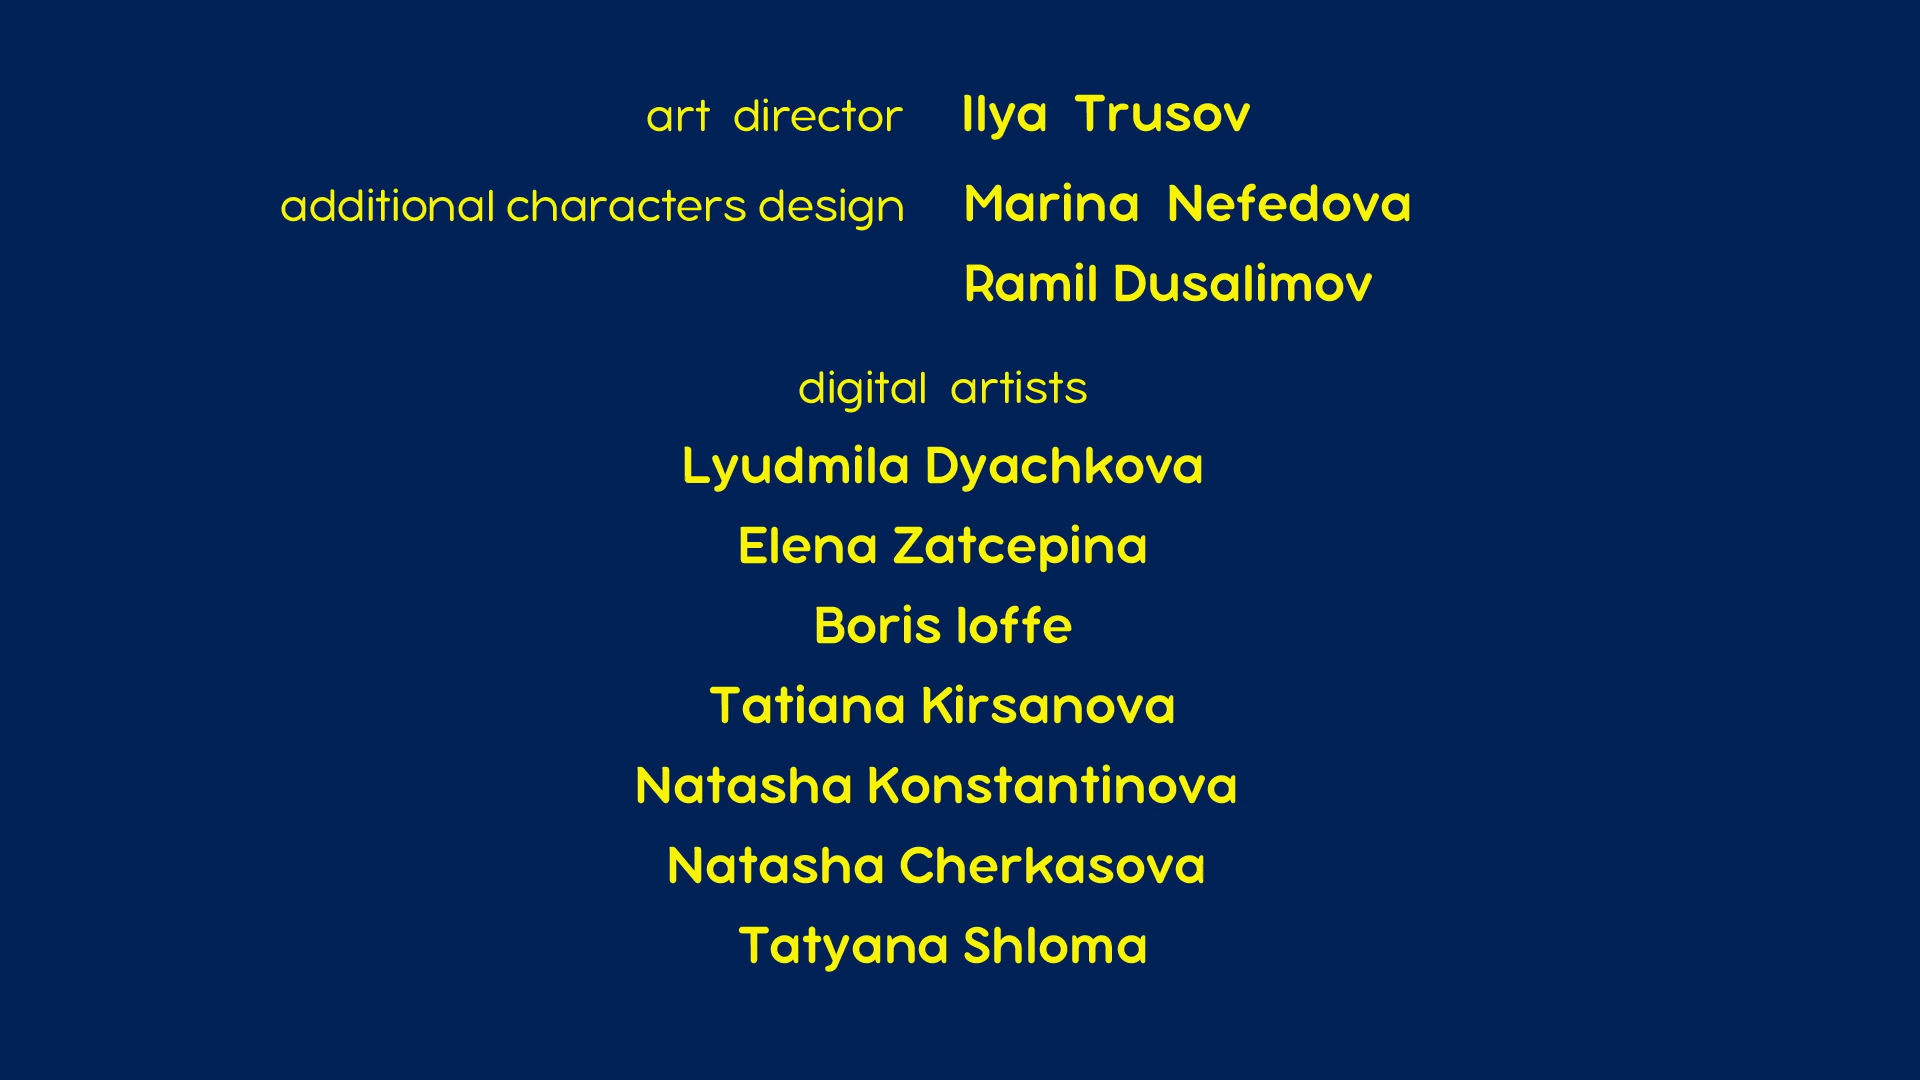 art director Ilya Trusov
additional characters design Marina Nefedova
Ramil Dusalimov
digital artists
Lyudmila Dyachkova
Elena Zatcepina
Boris Ioffe
Tatiana Kirsanova
Natasha Konstantinova
Natasha Cherkasova
Tatyana Shloma